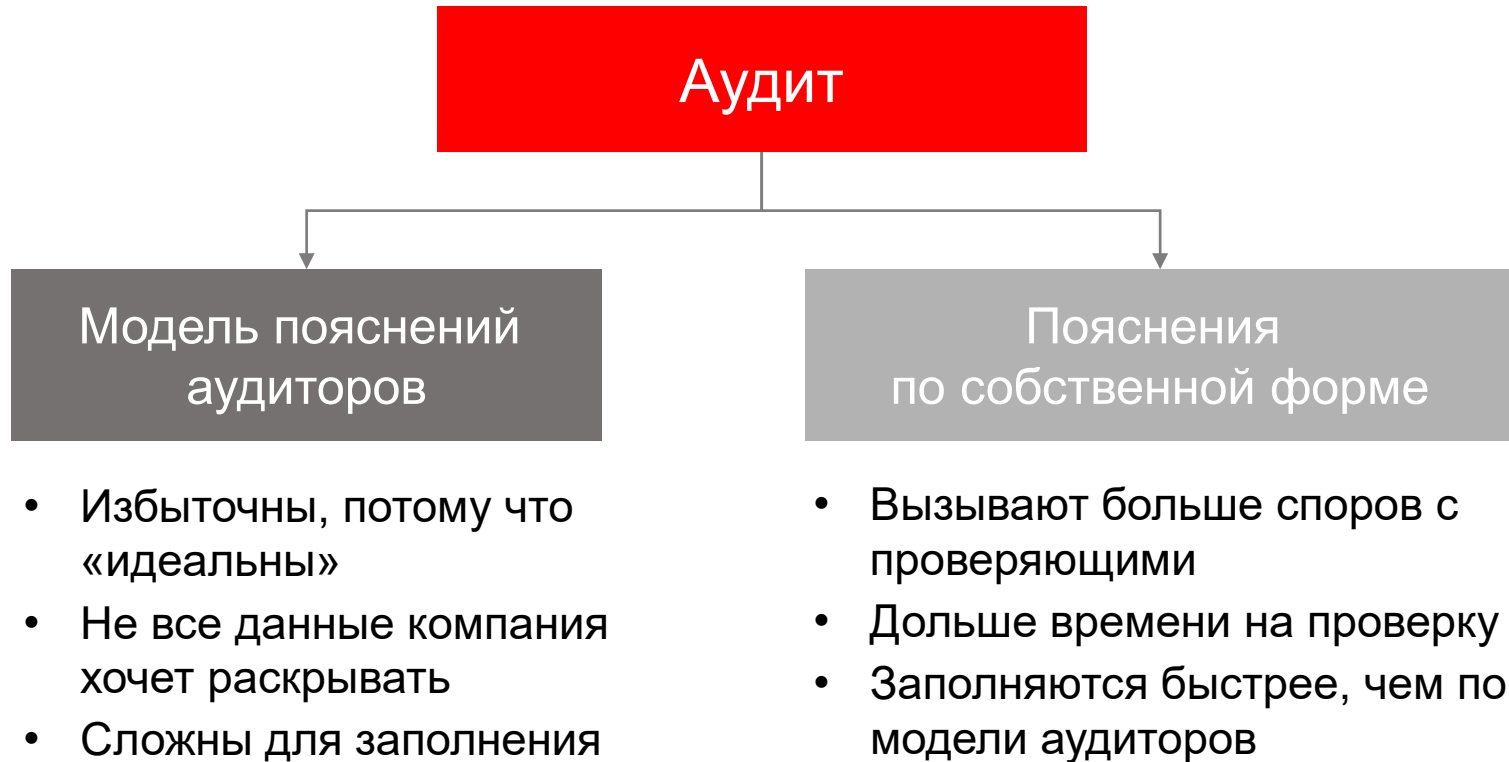 Аудит
Модель пояснений
аудиторов
• Избыточны, потому что
«идеальны»
• Не все данные компания
хочет раскрывать
• Сложны для заполнения
Пояснения
по собственной форме
• Вызывают больше споров с
проверяющими
• Дольше времени на проверку
• Заполняются быстрее, чем по
модели аудиторов